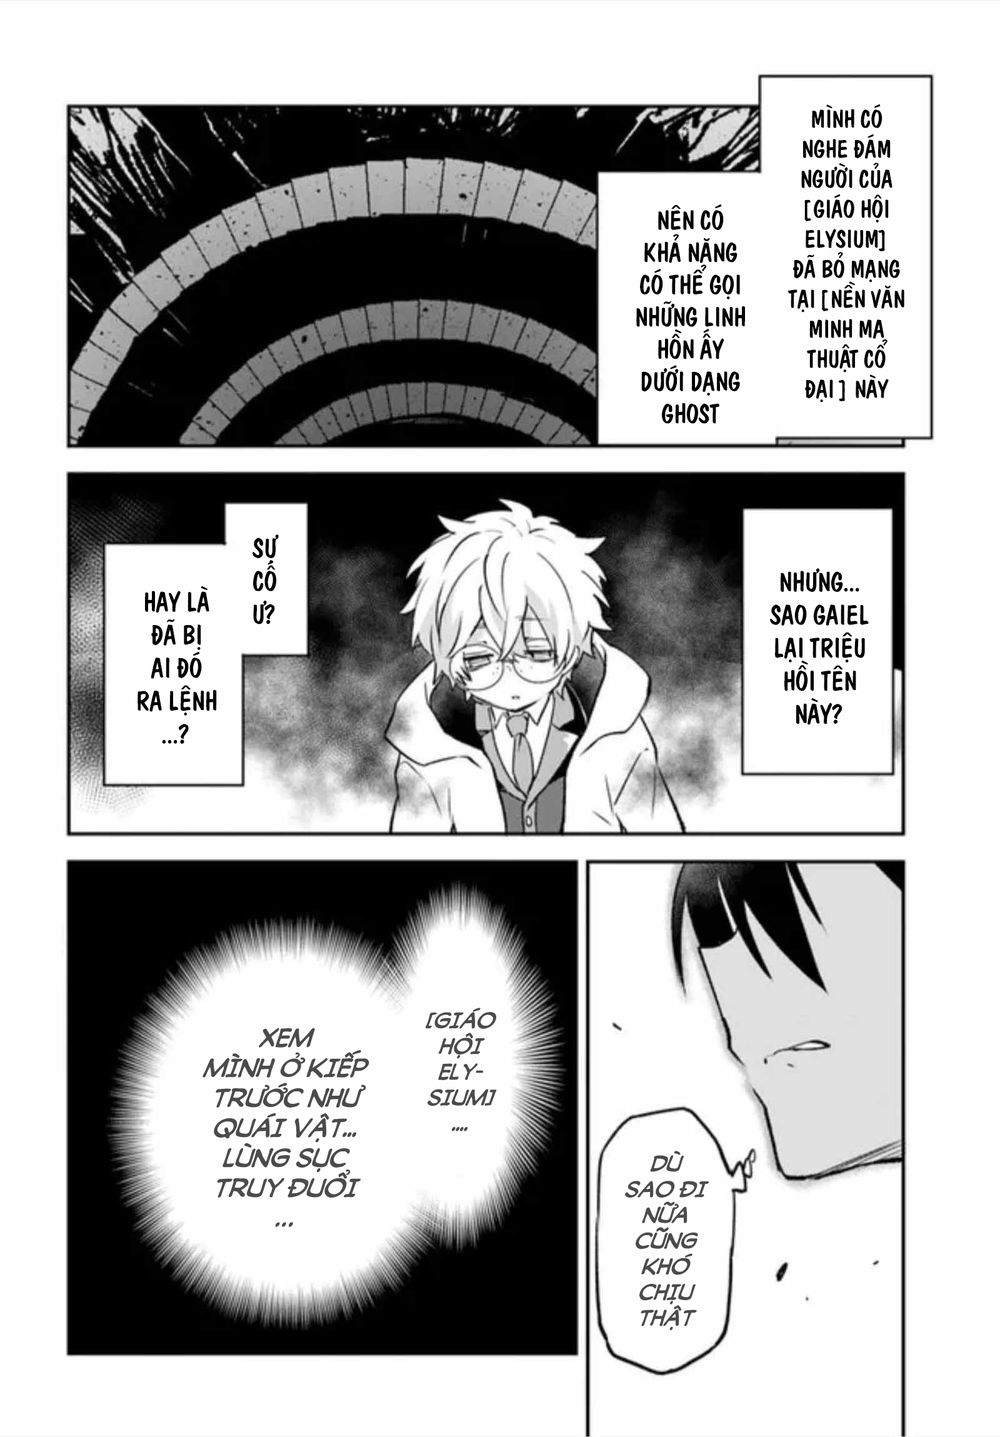 MÌNH CÓ
NGHE ĐÁM
NGƯỜI CỦA
[GIÁO HỘI
ELYSIUM]
ĐÃ BỎ MẠNG
TẠI [NỀN VĂN
MINH MA
THUẬT CỔ
ĐẠI] NÀY
NÊN CÓ
KHẢ NĂNG
CÓ THỂ GỌI
NHỮNG LINH
HỒN ẤY
DƯỚI DẠNG
GHOST
NHƯNG...
SAO GAIEL
LẠI TRIỆU
HỒI TÊN
NÀY?
SỰ
CỐ
Ư?
HAY LÀ
ĐÃ BỊ
AI ĐÓ
RA LỆNH
...?
DÙ
SAO ĐI
NỮA
CŨNG
KHÓ
CHỊU
THẬT
[GIÁO
HỘI
ELY-
SIUM]
....
XEM
MÌNH Ở KIẾP
TRƯỚC NHƯ
QUÁI VẬT...
LÙNG SỤC
TRUY ĐUỔI
...